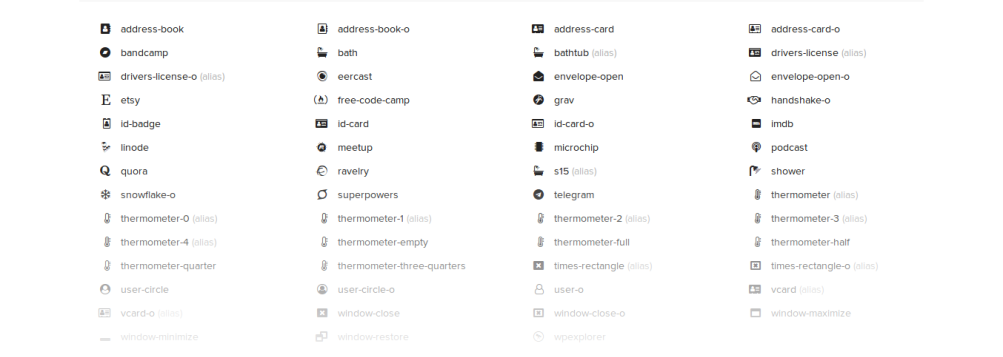 address-book address-book-o address-card address-card-o
bandcamp bath bathtub (alias) drivers-license (alias)
drivers-license-o (alias) eercast envelope-open envelope-open-o
etsy free-code-camp grav handshake-o
id-badge id-card id-card-o imdb
linode meetup microchip podcast
quora ravelry s15 (alias) shower
snowflake-o superpowers telegram thermometer (alias)
thermometer-0 (alias) thermometer-1 (alias) thermometer-2 (alias) thermometer-3 (alias)
thermometer-4 (alias) thermometer-empty thermometer-full thermometer-half
thermometer-quarter thermometer-three-quarters times-rectangle (alias) times-rectangle-o (alias)
user-circle user-circle-o user-o vcard (alias)
vcard-o (alias) window-close window-close-o window-maximize
window-minimize window-restore wpexplorer